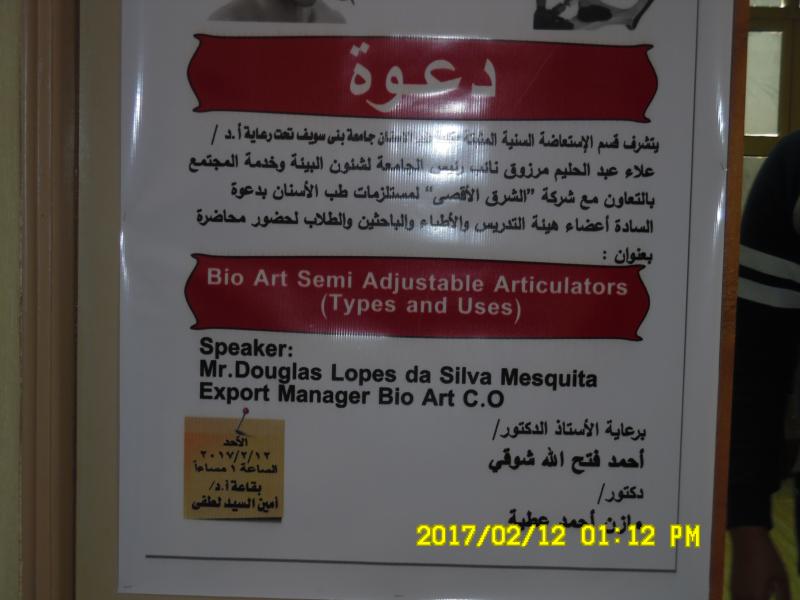 دعوة
يتشرف قسم الإستعاضة السنية المثبتة بكلية طب الاسنان جامعة بنى سويف تحت رعاية أ.د /
علاء عبد الحليم مرزوق نائب رئيس الجامعة لشئون البيئة وخدمة المجتمع
بالتعاون مع شركة "الشرق الأقصى" لمستلزمات طب الأسنان بدعوة
السادة أعضاء هيئة التدريس والأطباء والباحثين والطلاب لحضور محاضرة
بعنوان :
Bio Art Semi Adjustable Articulators
(Types and Uses)
Speaker:
Mr.Douglas Lopes da Silva Mesquita
Export Manager Bio Art C.O
برعاية الأستاذ الدكتور/
أحمد فتح الله شوقي
دكتور/
أحمد عطية
الأحد
٢٠١٧/٢/١٢
الساعة ١ مساءاً
بقاعة أ.د/
أمين السيد لطفى
2017/02/12 01:12 PM